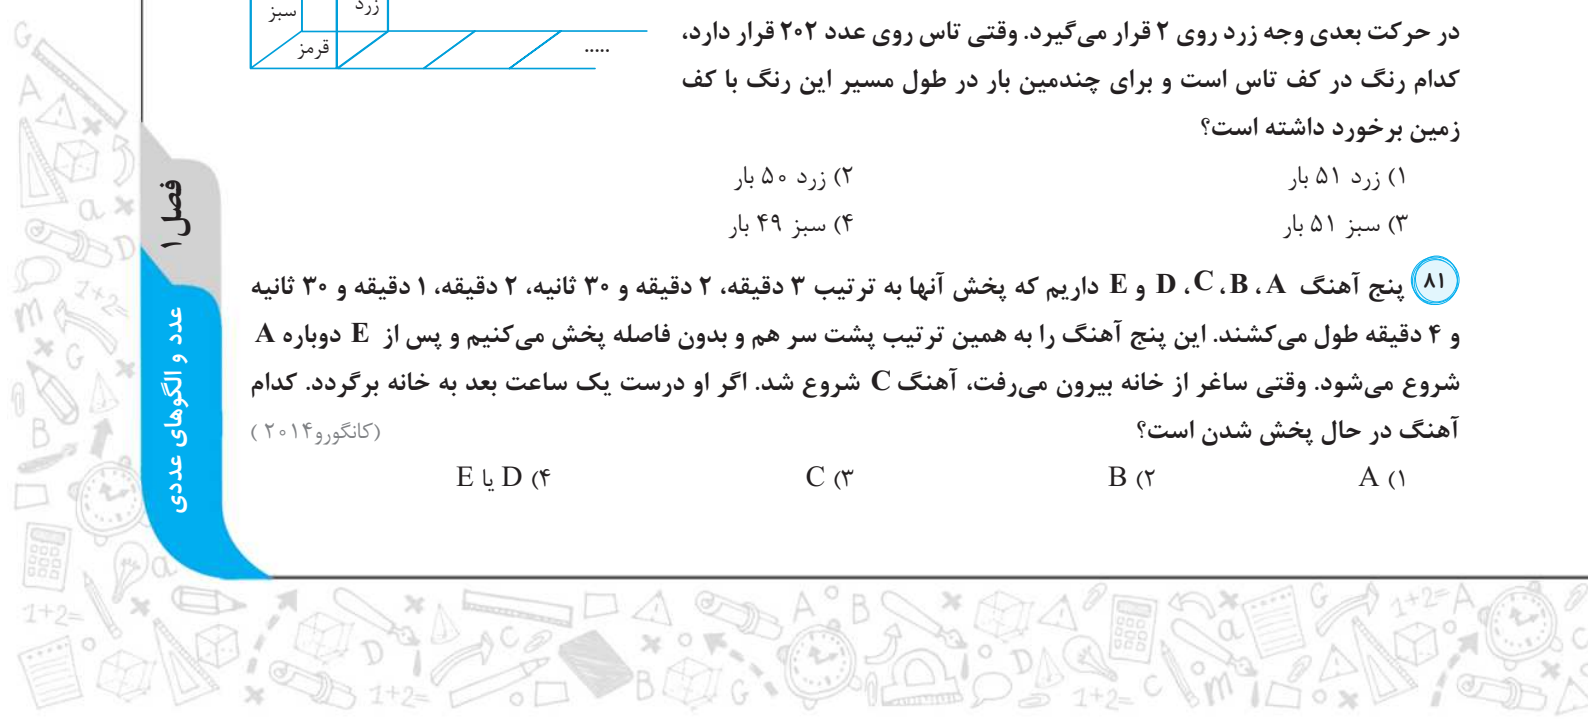 سبز
زرد
قرمز
.....
در حرکت بعدی وجه زرد روی ۲ قرار می‌گیرد. وقتی تاس روی عدد ۲۰۲ قرار دارد،
کدام رنگ در کف تاس است و برای چندمین بار در طول مسیر این رنگ با کف
زمین برخورد داشته است؟
۱) زرد ۵۱ بار
۲) زرد ۵۰ بار
۳) سبز ۵۱ بار
۴) سبز ۴۹ بار
۸۱ پنج آهنگ A، B، C، D و E داریم که پخش آنها به ترتیب ۳ دقیقه، ۲ دقیقه و ۳۰ ثانیه، ۲ دقیقه، ۱ دقیقه و ۳۰ ثانیه
و ۴ دقیقه طول می‌کشند. این پنج آهنگ را به همین ترتیب پشت سر هم و بدون فاصله پخش می‌کنیم و پس از E دوباره A
شروع می‌شود. وقتی ساغر از خانه بیرون می‌رفت، آهنگ C شروع شد. اگر او درست یک ساعت بعد به خانه برگردد. کدام
آهنگ در حال پخش شدن است؟ (کانگورو۲۰۱۴)
۱) A
۲) B
۳) C
۴) D یا E
فصل ۱
عدد و الگوهای عددی